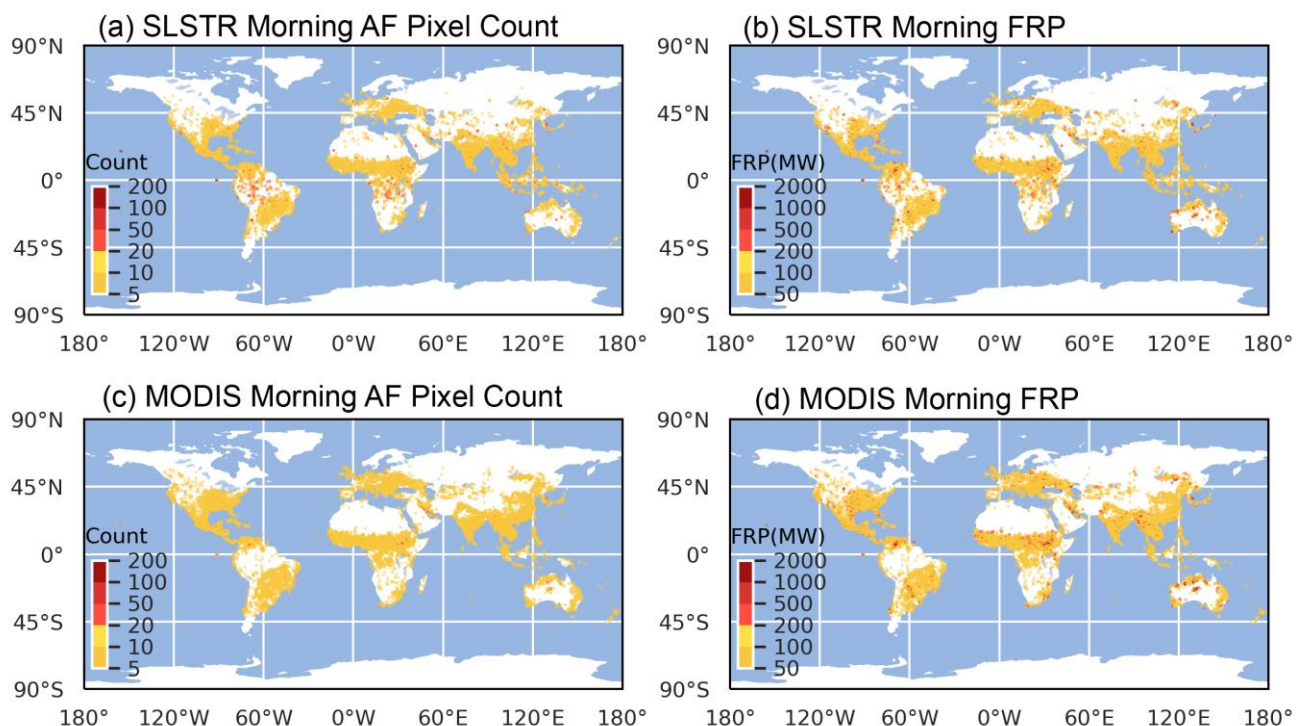 (a) SLSTR Morning AF Pixel Count
(b) SLSTR Morning FRP
90°N
45°N
0°
45°S
90°S
Count
200
100
50
20
10
5
180° 120°W 60°W 0°W 60°E 120°E 180°
90°N
45°N
0°
45°S
90°S
FRP(MW)
2000
1000
500
200
100
50
180° 120°W 60°W 0°W 60°E 120°E 180°
(c) MODIS Morning AF Pixel Count
(d) MODIS Morning FRP
90°N
45°N
0°
45°S
90°S
Count
200
100
50
20
10
5
180° 120°W 60°W 0°W 60°E 120°E 180°
90°N
45°N
0°
45°S
90°S
FRP(MW)
2000
1000
500
200
100
50
180° 120°W 60°W 0°W 60°E 120°E 180°